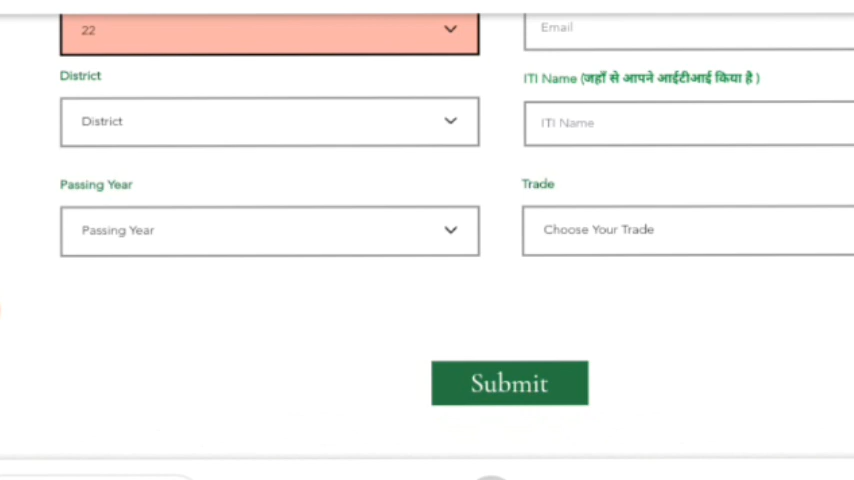 22
Email
District
ITI Name (जहाँ से आपने आईटीआई किया है )
District
ITI Name
Passing Year
Trade
Passing Year
Choose Your Trade
Submit